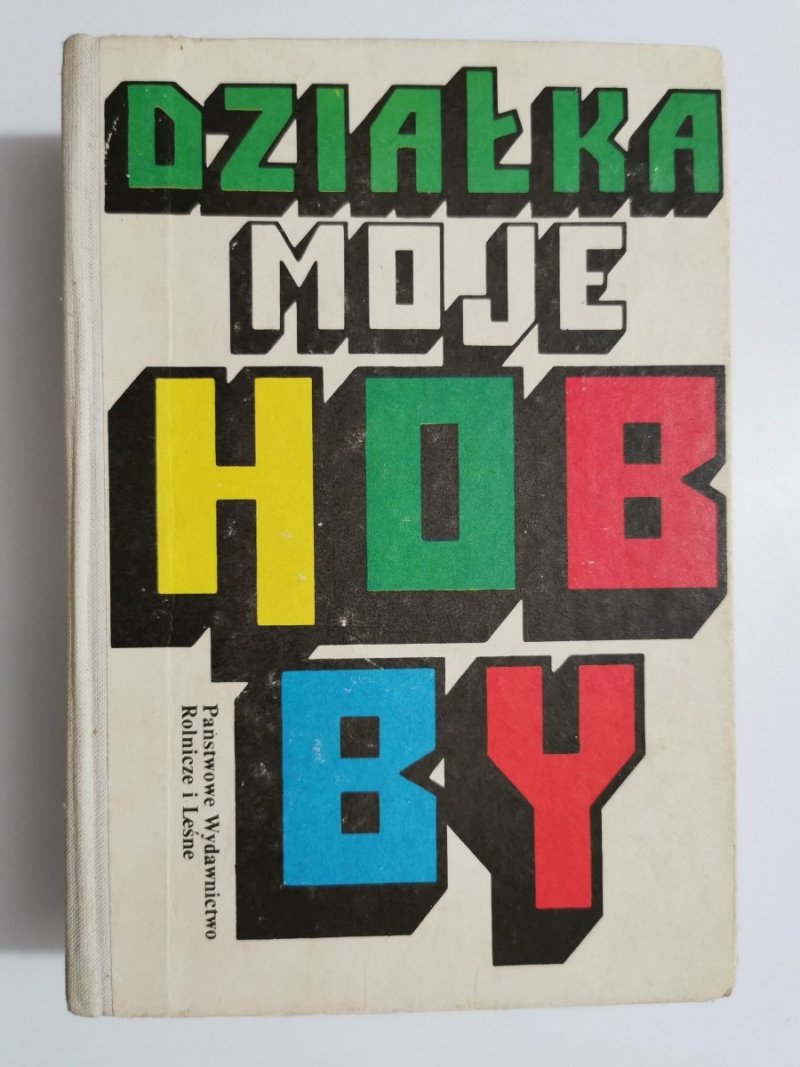 DZIAŁKA
MOJE
HOB
BY
Państwowe Wydawnictwo
Rolnicze i Leśne